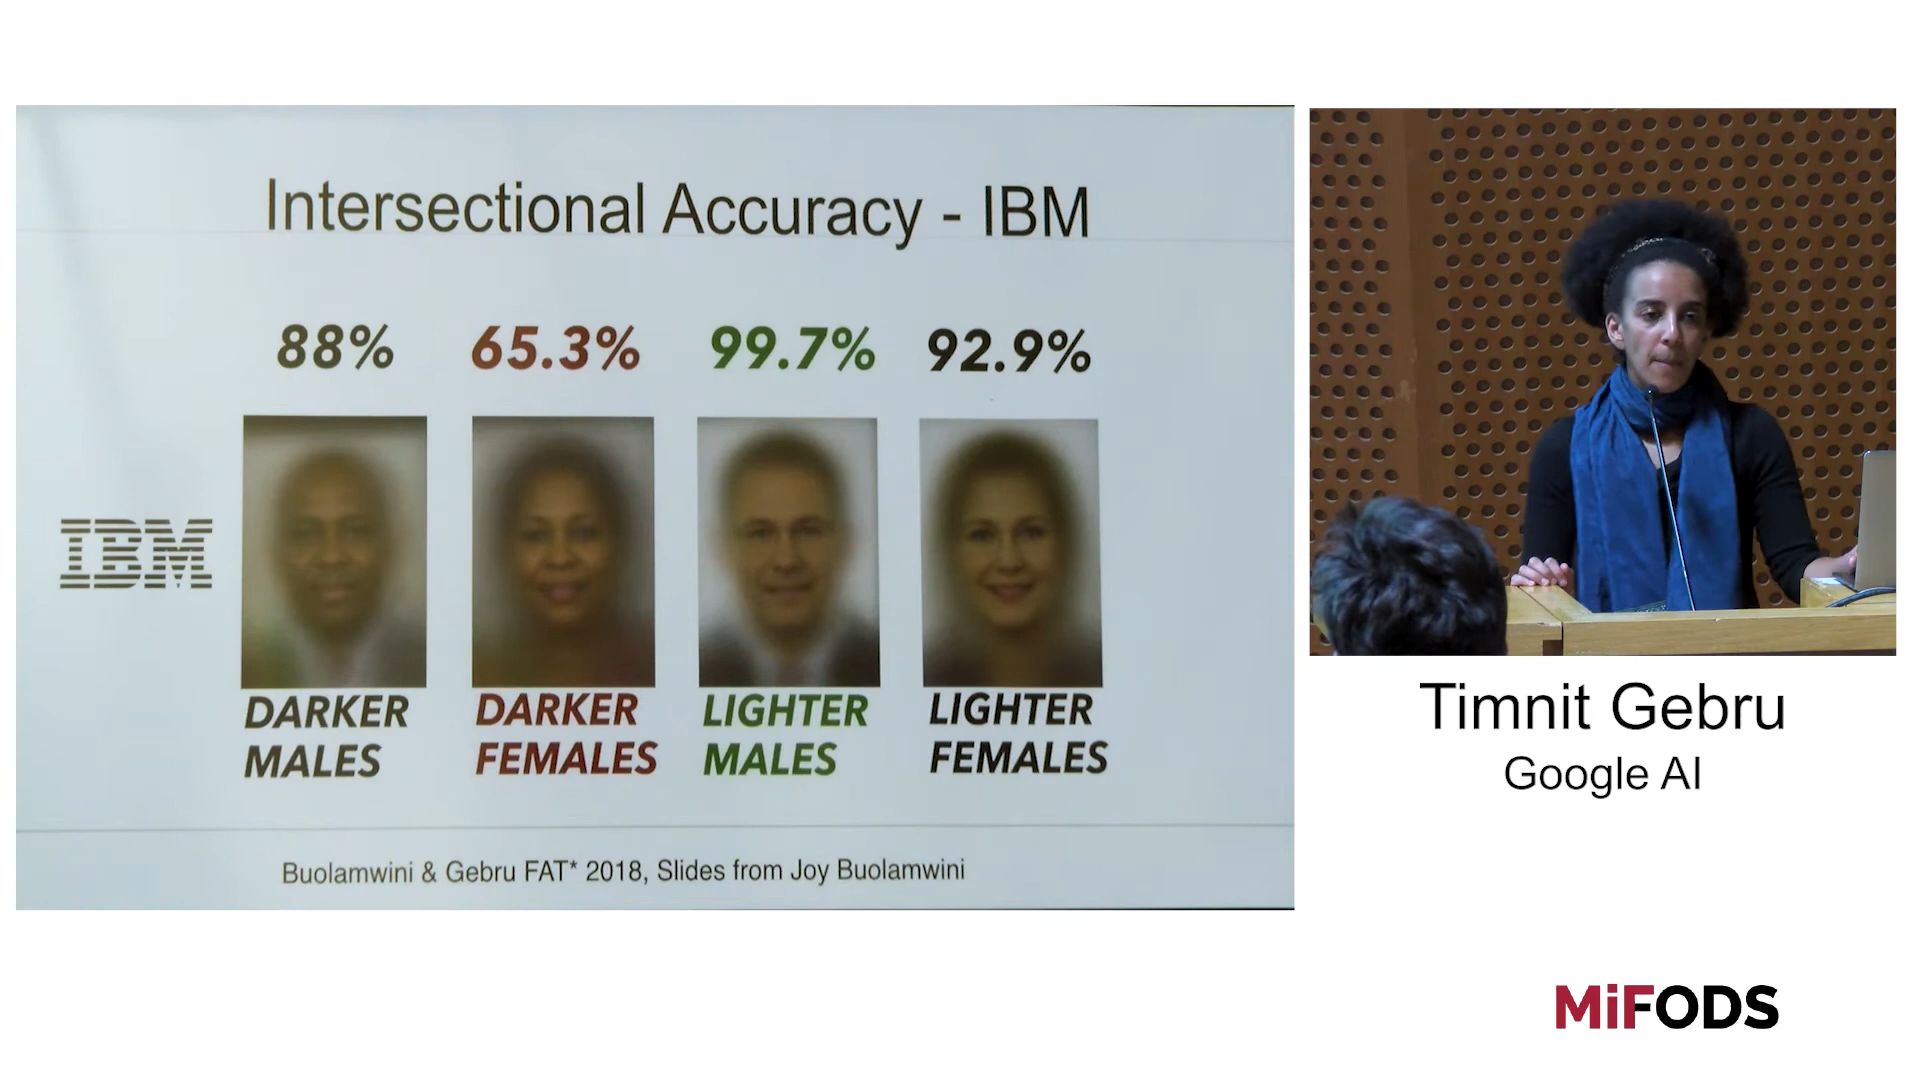 Intersectional Accuracy - IBM
88% 65.3% 99.7% 92.9%
IBM
DARKER MALES
DARKER FEMALES
LIGHTER MALES
LIGHTER FEMALES
Buolamwini & Gebru FAT* 2018, Slides from Joy Buolamwini
Timnit Gebru
Google AI
MiFODS